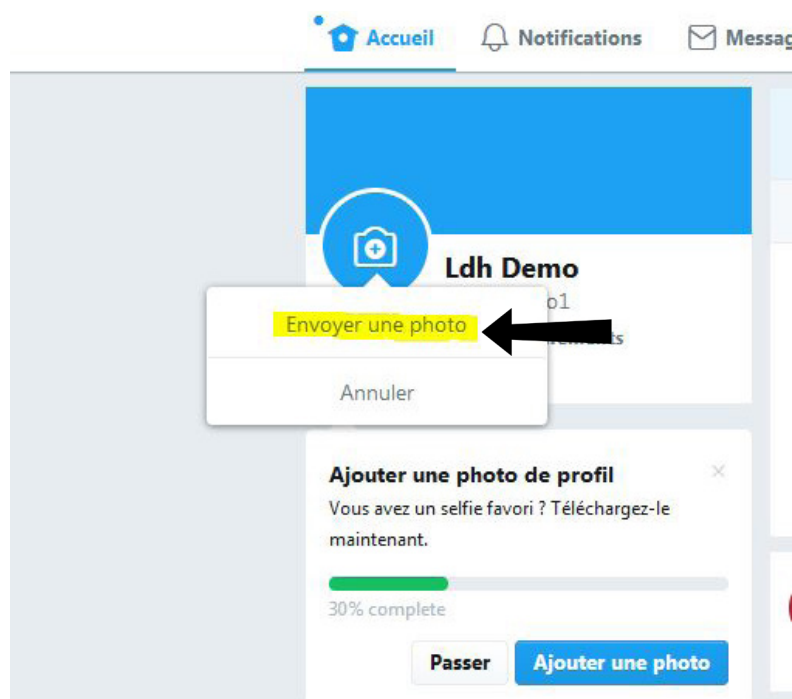 Accueil Notifications
Ldh Demo
Envoyer une photo
Annuler
Ajouter une photo de profil
Vous avez un selfie favori ? Téléchargez-le
maintenant.
30% complete
Passer Ajouter une photo